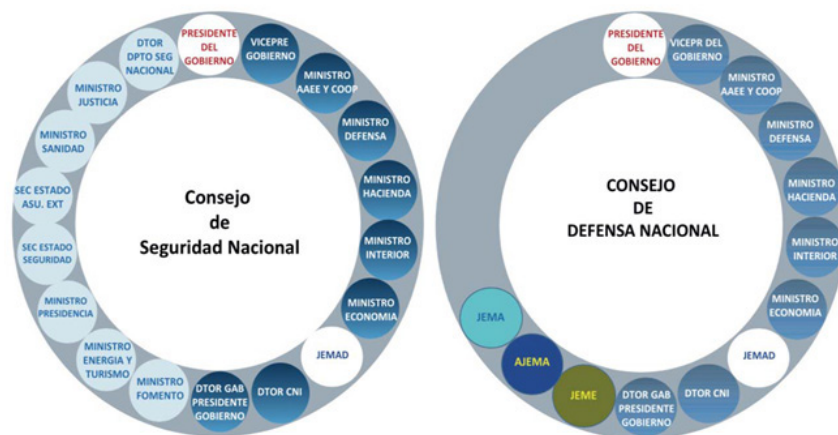 PRESIDENTE
DEL
GOBIERNO
VICEPRE
GOBIERNO
MINISTRO
AAEE Y COOP
MINISTRO
DEFENSA
MINISTRO
HACIENDA
MINISTRO
INTERIOR
MINISTRO
ECONOMIA
JEMAD
DTOR CNI
DTOR GAB
PRESIDENTE
GOBIERNO
MINISTRO
FOMENTO
MINISTRO
ENERGIA Y
TURISMO
MINISTRO
PRESIDENCIA
SEC ESTADO
SEGURIDAD
SEC ESTADO
ASU. EXT
MINISTRO
SANIDAD
MINISTRO
JUSTICIA
DTOR
DPTO SEG
NACIONAL
Consejo
de
Seguridad Nacional
PRESIDENTE
DEL
GOBIERNO
VICEPR DEL
GOBIERNO
MINISTRO
AAEE Y COOP
MINISTRO
DEFENSA
MINISTRO
HACIENDA
MINISTRO
INTERIOR
MINISTRO
ECONOMIA
JEMAD
DTOR CNI
DTOR GAB
PRESIDENTE
GOBIERNO
JEME
AJEMA
JEMA
CONSEJO
DE
DEFENSA NACIONAL